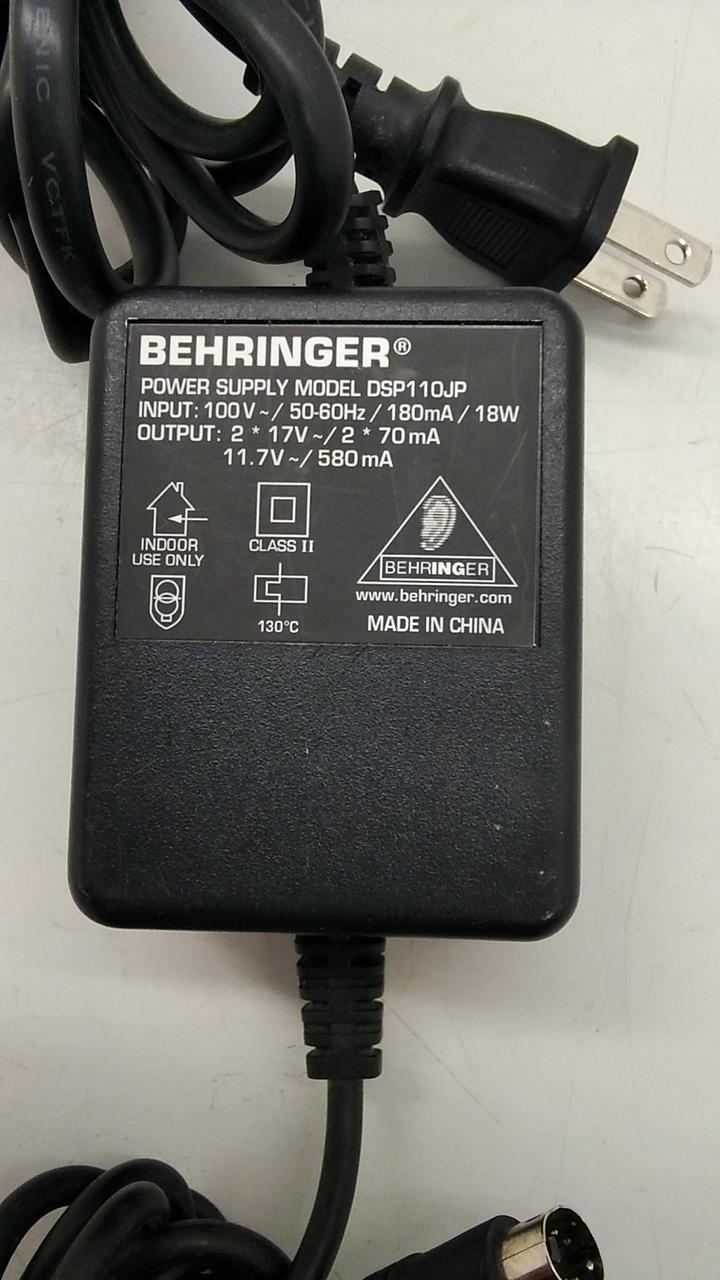 ENIC VCTFK
BEHRINGER®
POWER SUPPLY MODEL DSP110JP
INPUT: 100V~/ 50-60Hz / 180mA / 18W
OUTPUT: 2 * 17V~/ 2 * 70mA
11.7V~/ 580mA
INDOOR
USE ONLY
CLASS II
BEHRINGER
130°C
www.behringer.com
MADE IN CHINA